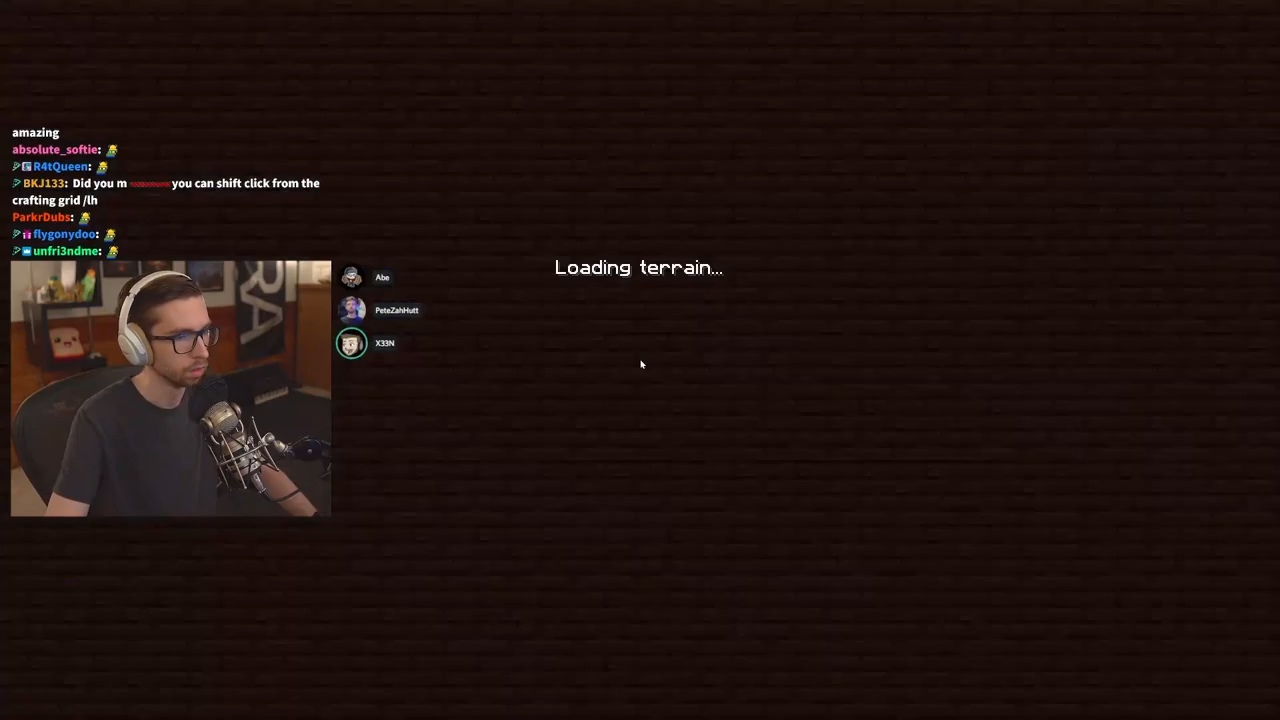 amazing
absolute_softie:
R4tQueen:
BKJ133: Did you m you can shift click from the
crafting grid /lh
ParkrDubs:
flygonydoo:
unfri3ndme:
Loading terrain...
Abe
PeteZahHutt
X33N